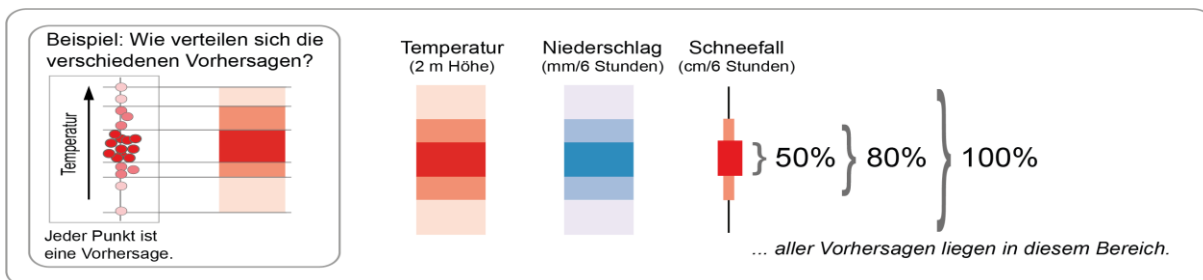 Beispiel: Wie verteilen sich die
verschiedenen Vorhersagen?
Temperatur
Jeder Punkt ist
eine Vorhersage.
Temperatur
(2 m Höhe)
Niederschlag
(mm/6 Stunden)
Schneefall
(cm/6 Stunden)
} 50% } 80% } 100%
... aller Vorhersagen liegen in diesem Bereich.